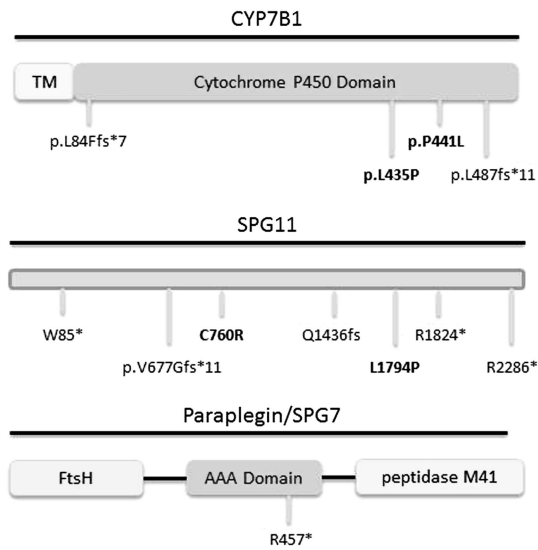 CYP7B1
TM Cytochrome P450 Domain
p.L84Ffs*7 p.P441L
p.L435P p.L487fs*11
SPG11
W85* C760R Q1436fs R1824*
p.V677Gfs*11 L1794P R2286*
Paraplegin/SPG7
FtsH AAA Domain peptidase M41
R457*